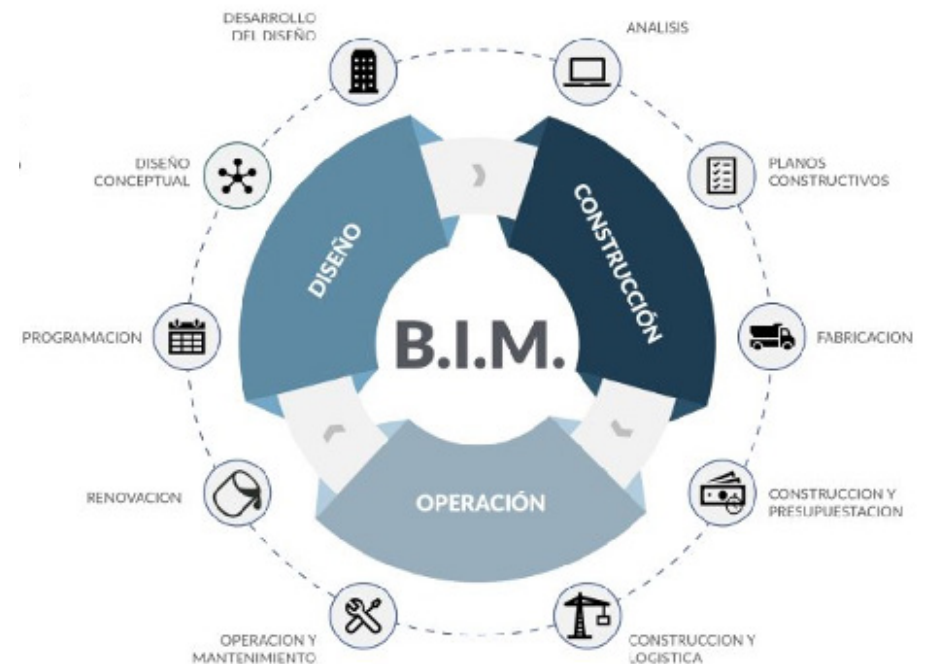 DESARROLLO
DEL DISEÑO
ANALISIS
DISEÑO
CONCEPTUAL
PLANOS
CONSTRUCTIVOS
DISEÑO
CONSTRUCCIÓN
B.I.M.
PROGRAMACION
FABRICACION
RENOVACION
OPERACIÓN
CONSTRUCCION Y
PRESUPUESTACION
OPERACION Y
MANTENIMIENTO
CONSTRUCCION Y
LOGISTICA